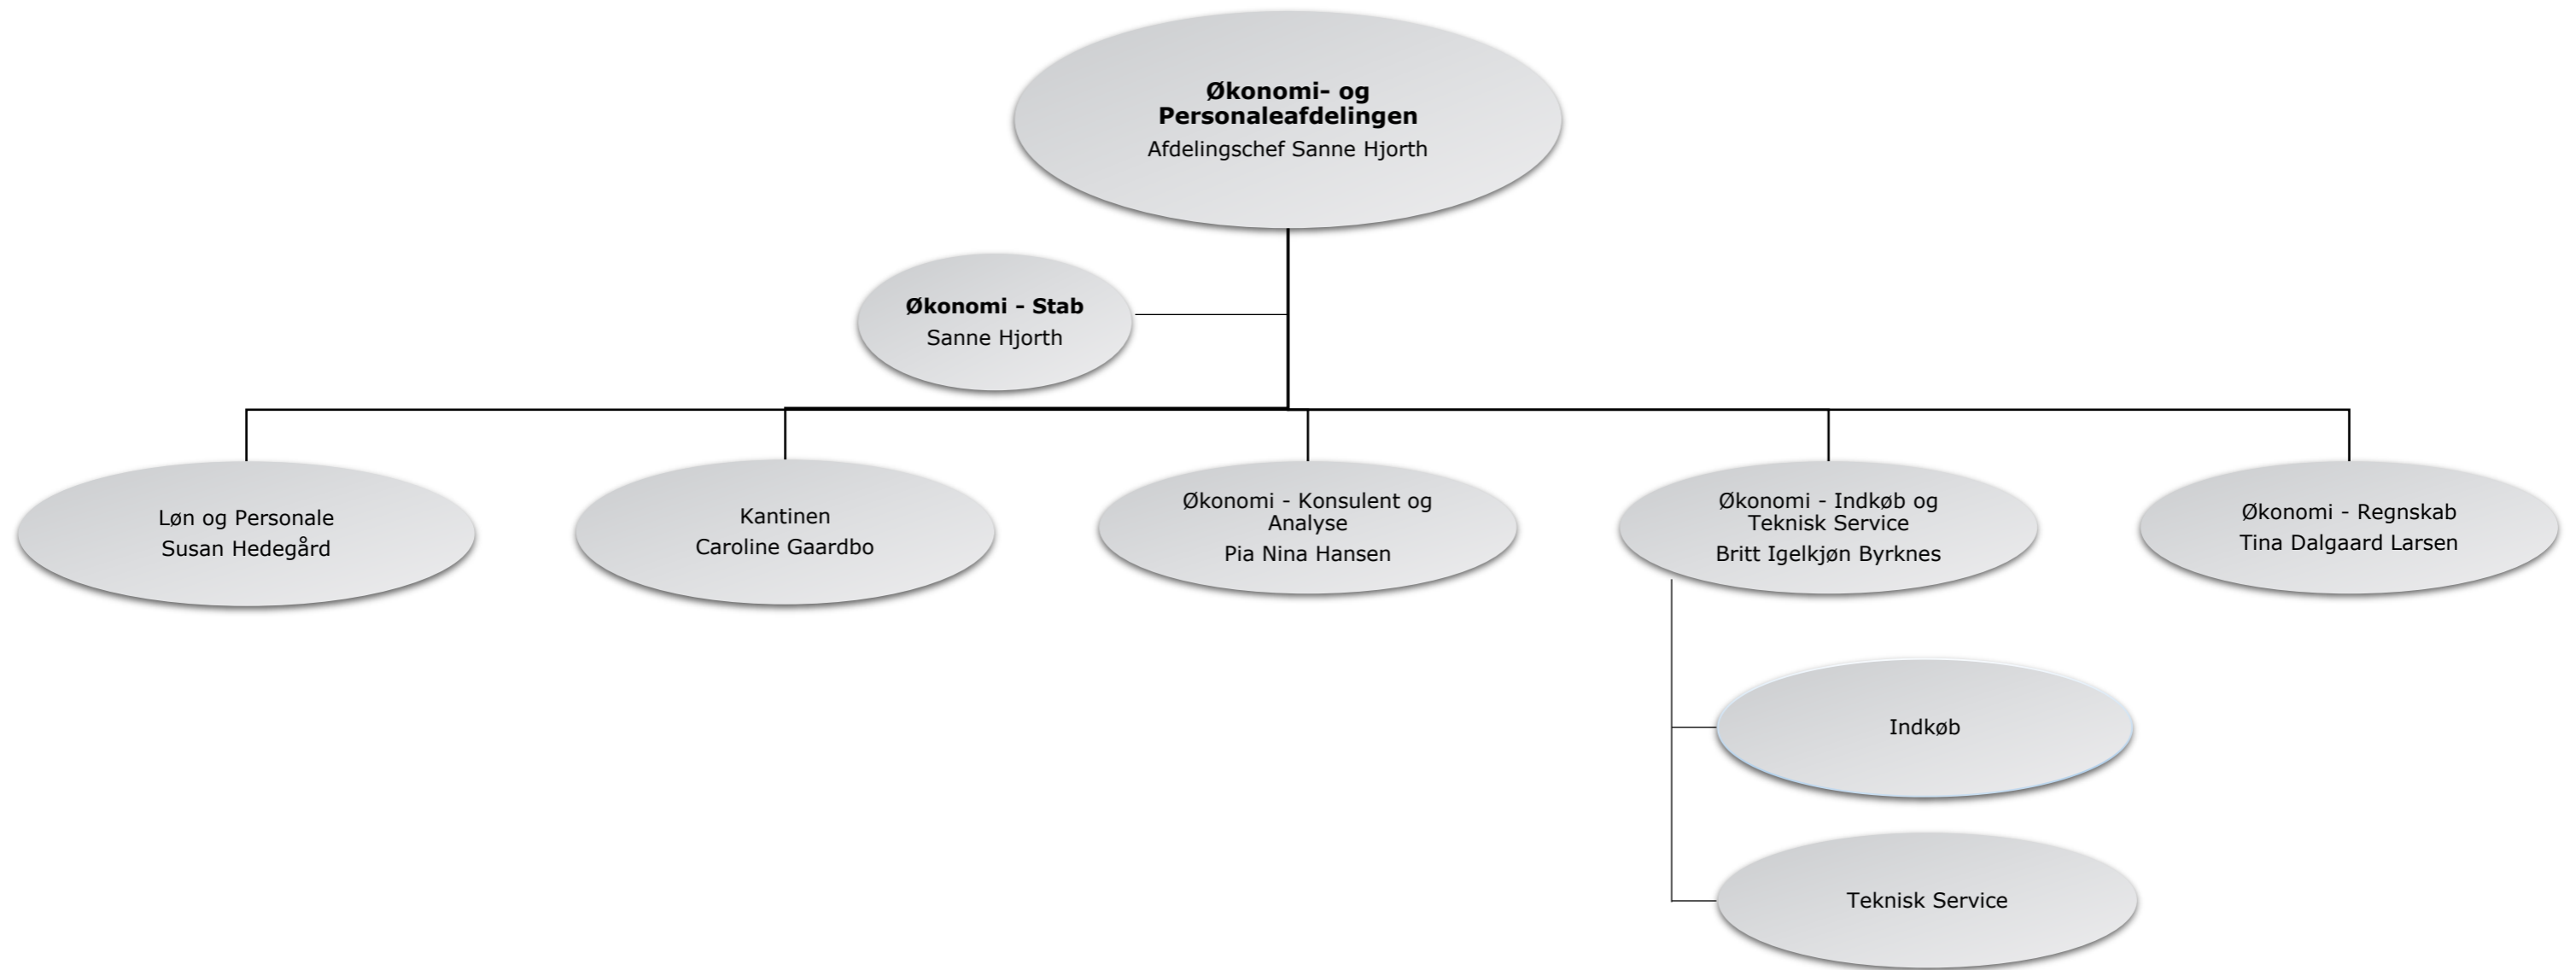 Økonomi- og
Personaleafdelingen
Afdelingschef Sanne Hjorth
Økonomi - Stab
Sanne Hjorth
Løn og Personale
Susan Hedegård
Kantinen
Caroline Gaardbo
Økonomi - Konsulent og
Analyse
Pia Nina Hansen
Økonomi - Indkøb og
Teknisk Service
Britt Igelkjøn Byrknes
Økonomi - Regnskab
Tina Dalgaard Larsen
Indkøb
Teknisk Service